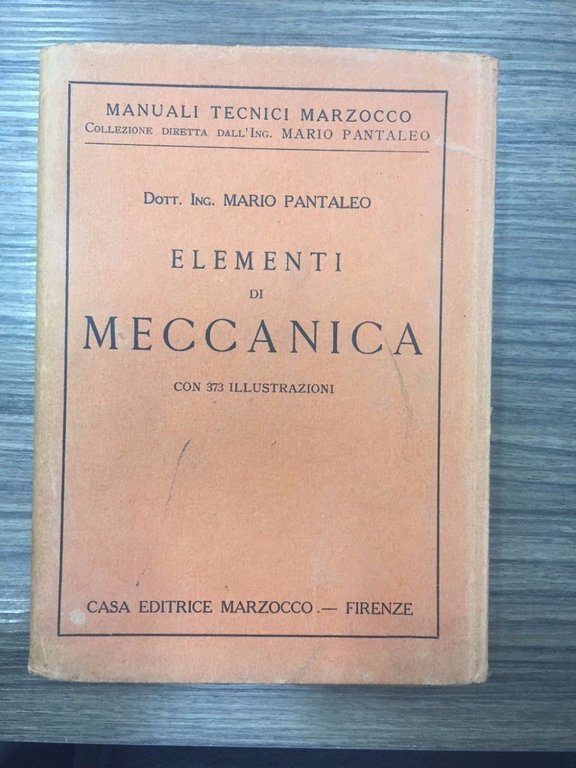 MANUALI TECNICI MARZOCCO
COLLEZIONE DIRETTA DALL'ING. MARIO PANTALEO
DOTT. ING. MARIO PANTALEO
ELEMENTI
DI
MECCANICA
CON 373 ILLUSTRAZIONI
CASA EDITRICE MARZOCCO. — FIRENZE